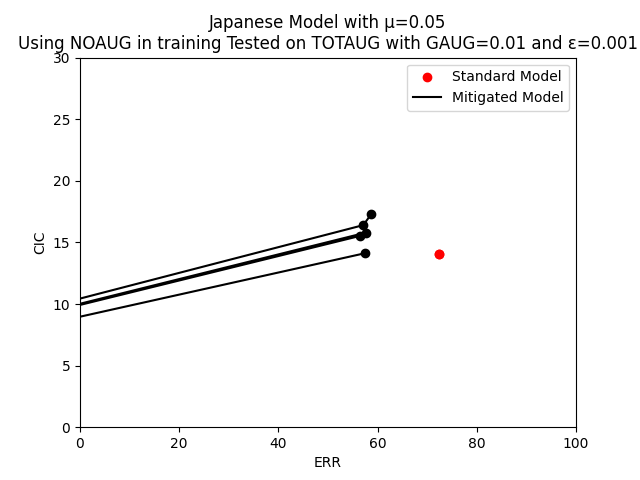 Japanese Model with μ=0.05
Using NOAUG in training Tested on TOTAUG with GAUG=0.01 and ε=0.001
30
25
20
15
10
5
0
CIC
Standard Model
Mitigated Model
0 20 40 60 80 100
ERR